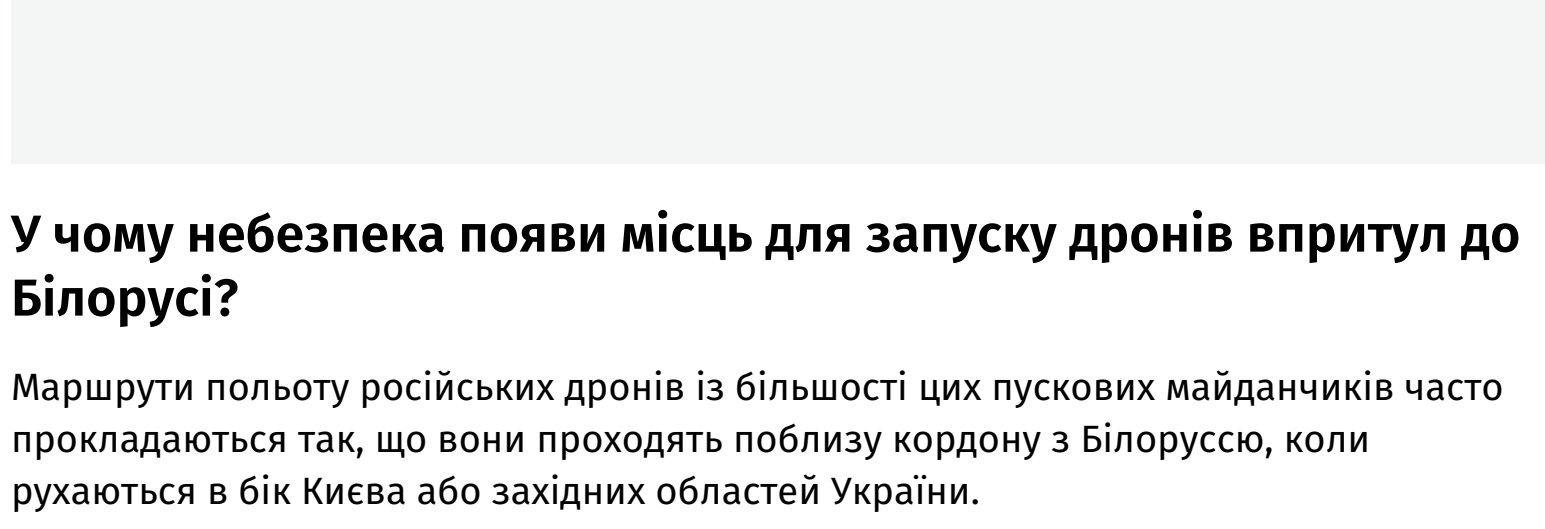 У чому небезпека появи місць для запуску дронів впритул до
Білорусі?
Маршрути польоту російських дронів із більшості цих пускових майданчиків часто
прокладаються так, що вони проходять поблизу кордону з Білоруссю, коли
рухаються в бік Києва або західних областей України.